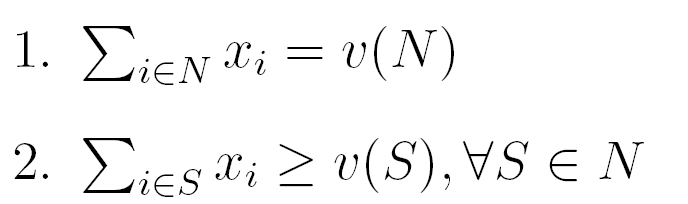 1. ∑_{i∈N} x_i = v(N)
2. ∑_{i∈S} x_i ≥ v(S), ∀S ∈ N